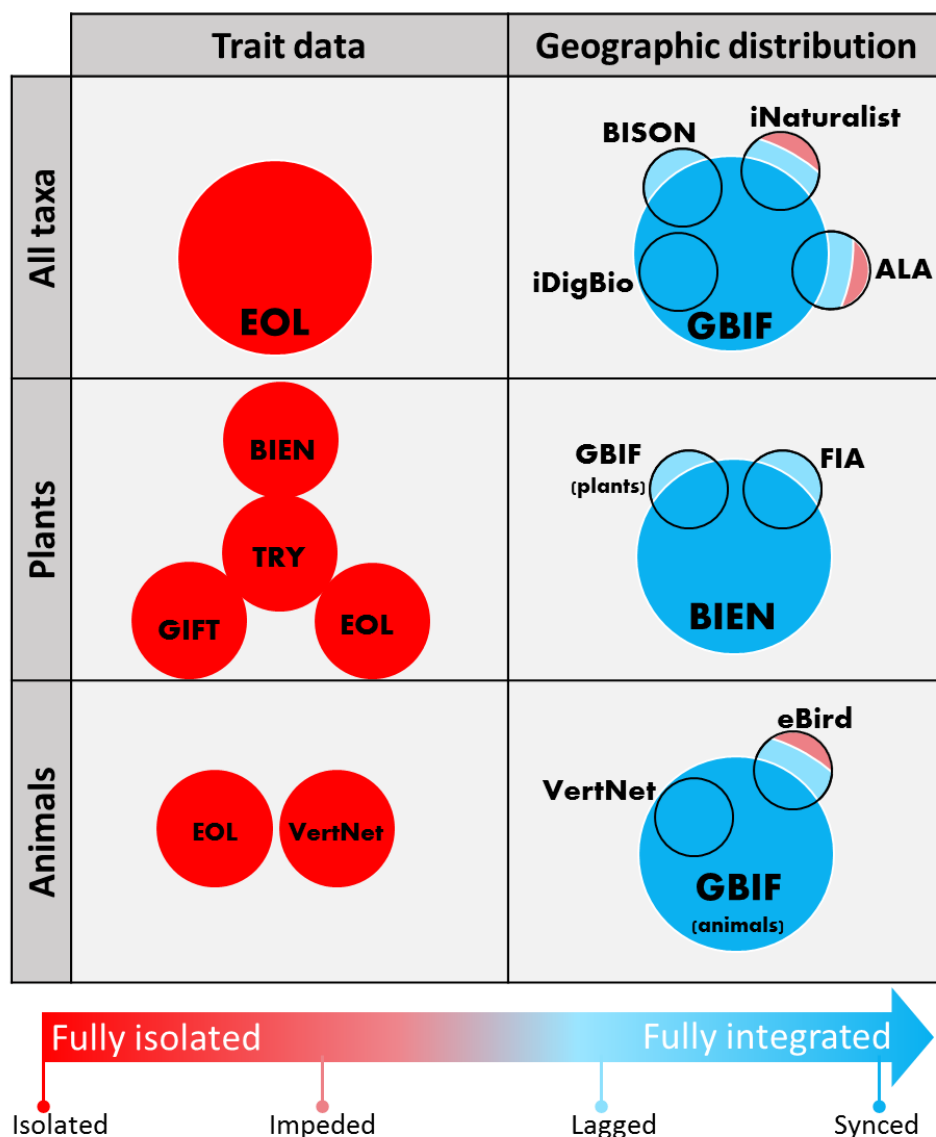 Trait data
Geographic distribution
All taxa
EOL
BISON
iNaturalist
iDigBio
ALA
GBIF
Plants
BIEN
TRY
GIFT
EOL
GBIF
(plants)
FIA
BIEN
Animals
EOL
VertNet
eBird
VertNet
GBIF
(animals)
Fully isolated
Fully integrated
Isolated
Impeded
Lagged
Synced